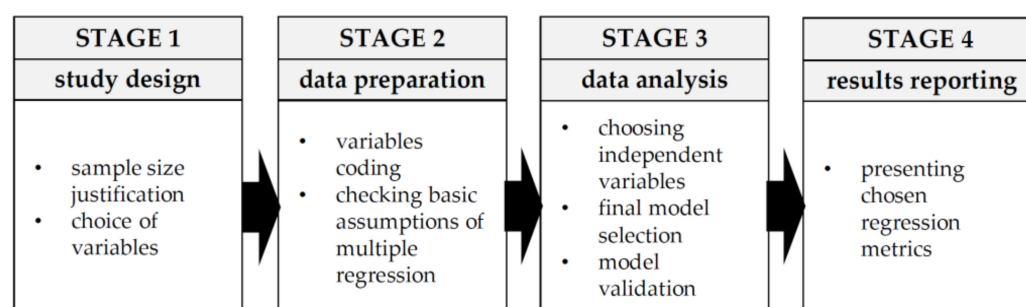 STAGE 1
study design
• sample size
justification
• choice of
variables
STAGE 2
data preparation
• variables
coding
• checking basic
assumptions of
multiple
regression
STAGE 3
data analysis
• choosing
independent
variables
• final model
selection
• model
validation
STAGE 4
results reporting
• presenting
chosen
regression
metrics